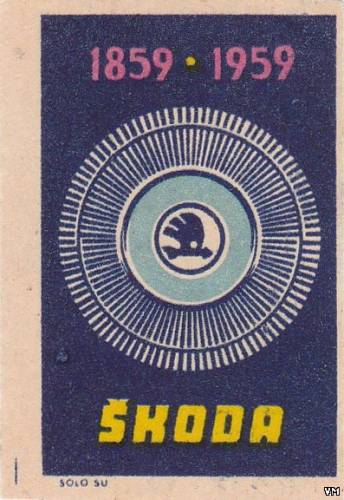 1859 • 1959
ŠKODA
SOLO SU
VM